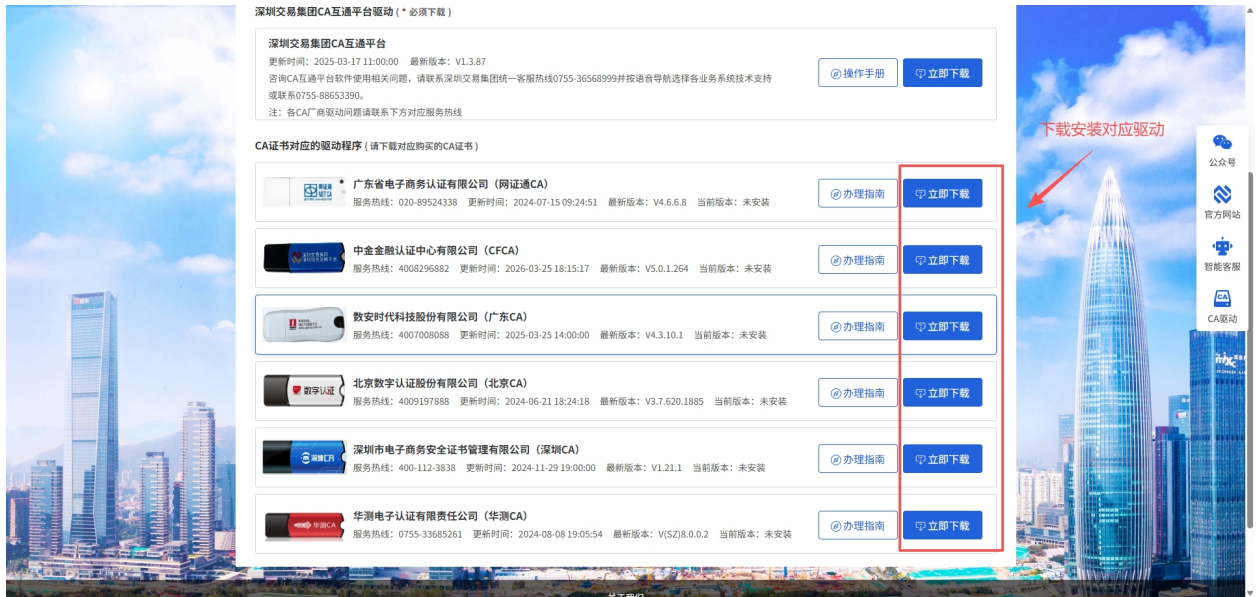 深圳交易集团CA互通平台驱动 ( * 必须下载 )
深圳交易集团CA互通平台
更新时间：2025-03-17 11:00:00 最新版本：V1.3.87
咨询CA互通平台软件使用相关问题，请联系深圳交易集团统一客服热线0755-36568999并按语音导航选择各业务系统技术支持
或联系0755-88653390。
注：各CA厂商驱动问题请联系下方对应服务热线
操作手册 立即下载
下载安装对应驱动
CA证书对应的驱动程序 ( 请下载对应购买的CA证书 )
广东省电子商务认证有限公司（网证通CA）
服务热线：020-89524338 更新时间：2024-07-15 09:24:51 最新版本：V4.6.6.8 当前版本：未安装
办理指南 立即下载
中金金融认证中心有限公司（CFCA）
服务热线：4008296882 更新时间：2026-03-25 18:15:17 最新版本：V5.0.1.264 当前版本：未安装
办理指南 立即下载
数安时代科技股份有限公司（广东CA）
服务热线：4007008088 更新时间：2025-03-25 14:00:00 最新版本：V4.3.10.1 当前版本：未安装
办理指南 立即下载
数字认证
北京数字认证股份有限公司（北京CA）
服务热线：4009197888 更新时间：2024-06-21 18:24:18 最新版本：V3.7.620.1885 当前版本：未安装
办理指南 立即下载
深圳CA
深圳市电子商务安全证书管理有限公司（深圳CA）
服务热线：400-112-3838 更新时间：2024-11-29 19:00:00 最新版本：V1.21.1 当前版本：未安装
办理指南 立即下载
华测CA
华测电子认证有限责任公司（华测CA）
服务热线：0755-33685261 更新时间：2024-08-08 19:05:54 最新版本：V(SZ)8.0.0.2 当前版本：未安装
办理指南 立即下载
公众号
官方网站
智能客服
CA
CA驱动
关于我们